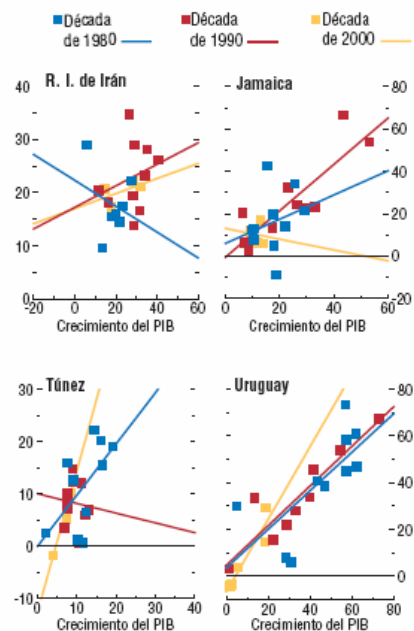 Década de 1980
Década de 1990
Década de 2000
R. I. de Irán
40
30
20
10
0
-20 0 20 40 60
Crecimiento del PIB
Jamaica
80
60
40
20
0
-20
0 20 40 60
Crecimiento del PIB
Túnez
30
20
10
0
-10
0 10 20 30 40
Crecimiento del PIB
Uruguay
80
60
40
20
0
0 20 40 60 80
Crecimiento del PIB